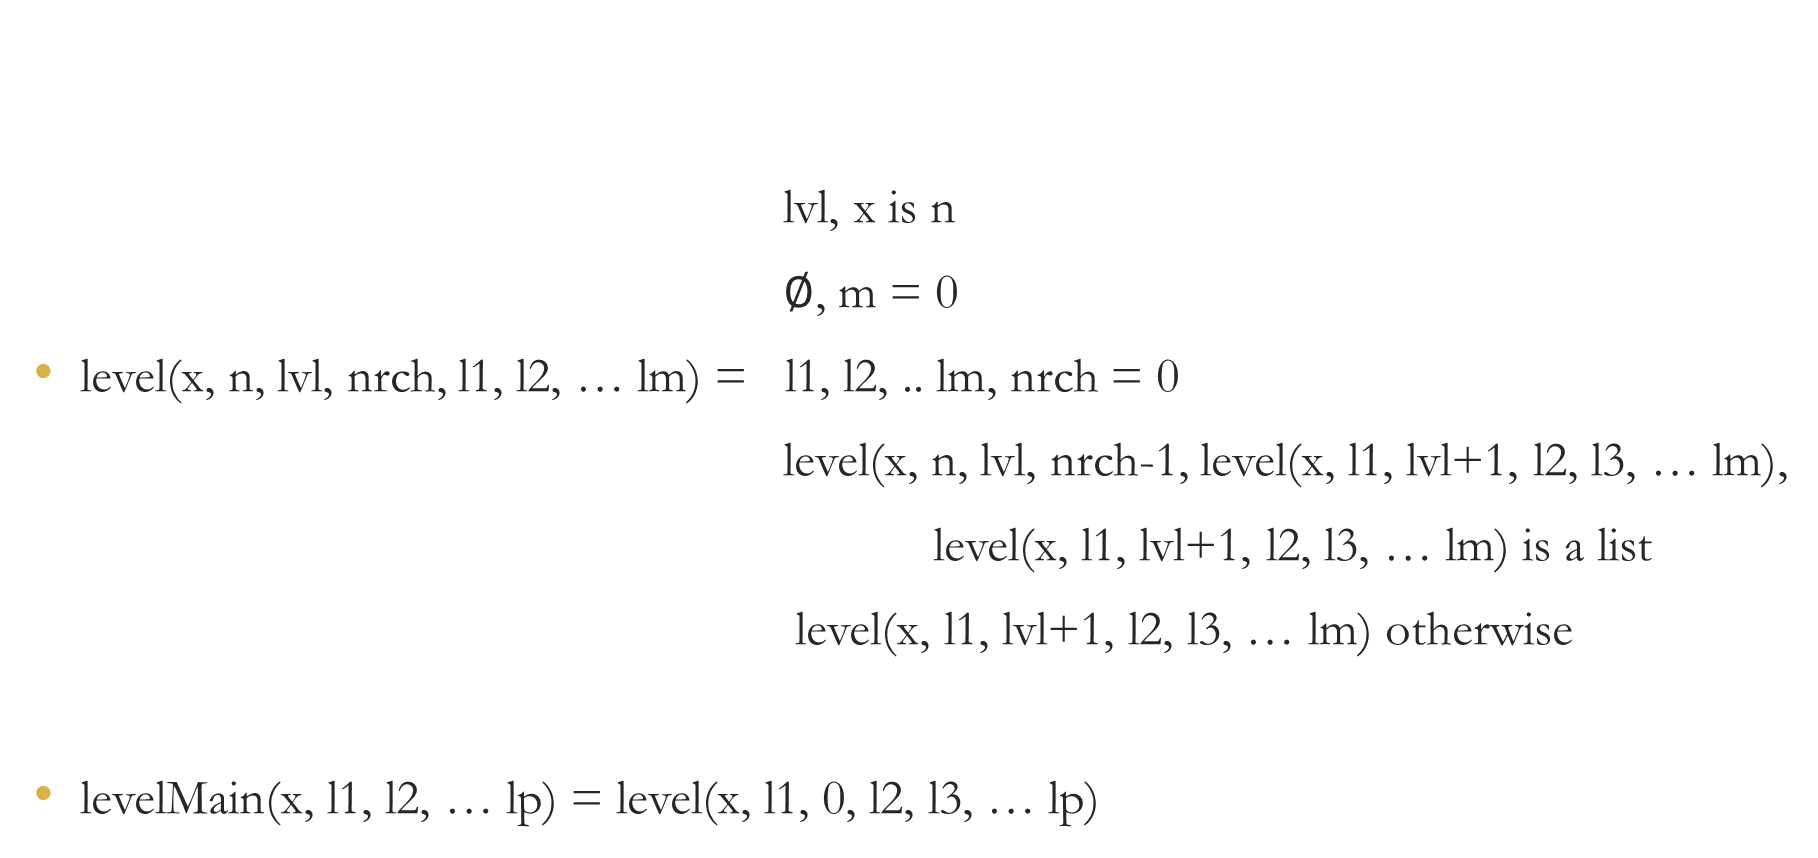 lvl, x is n
∅, m = 0
• level(x, n, lvl, nrch, l1, l2, … lm) = l1, l2, .. lm, nrch = 0
level(x, n, lvl, nrch-1, level(x, l1, lvl+1, l2, l3, … lm),
level(x, l1, lvl+1, l2, l3, … lm) is a list
level(x, l1, lvl+1, l2, l3, … lm) otherwise
• levelMain(x, l1, l2, … lp) = level(x, l1, 0, l2, l3, … lp)